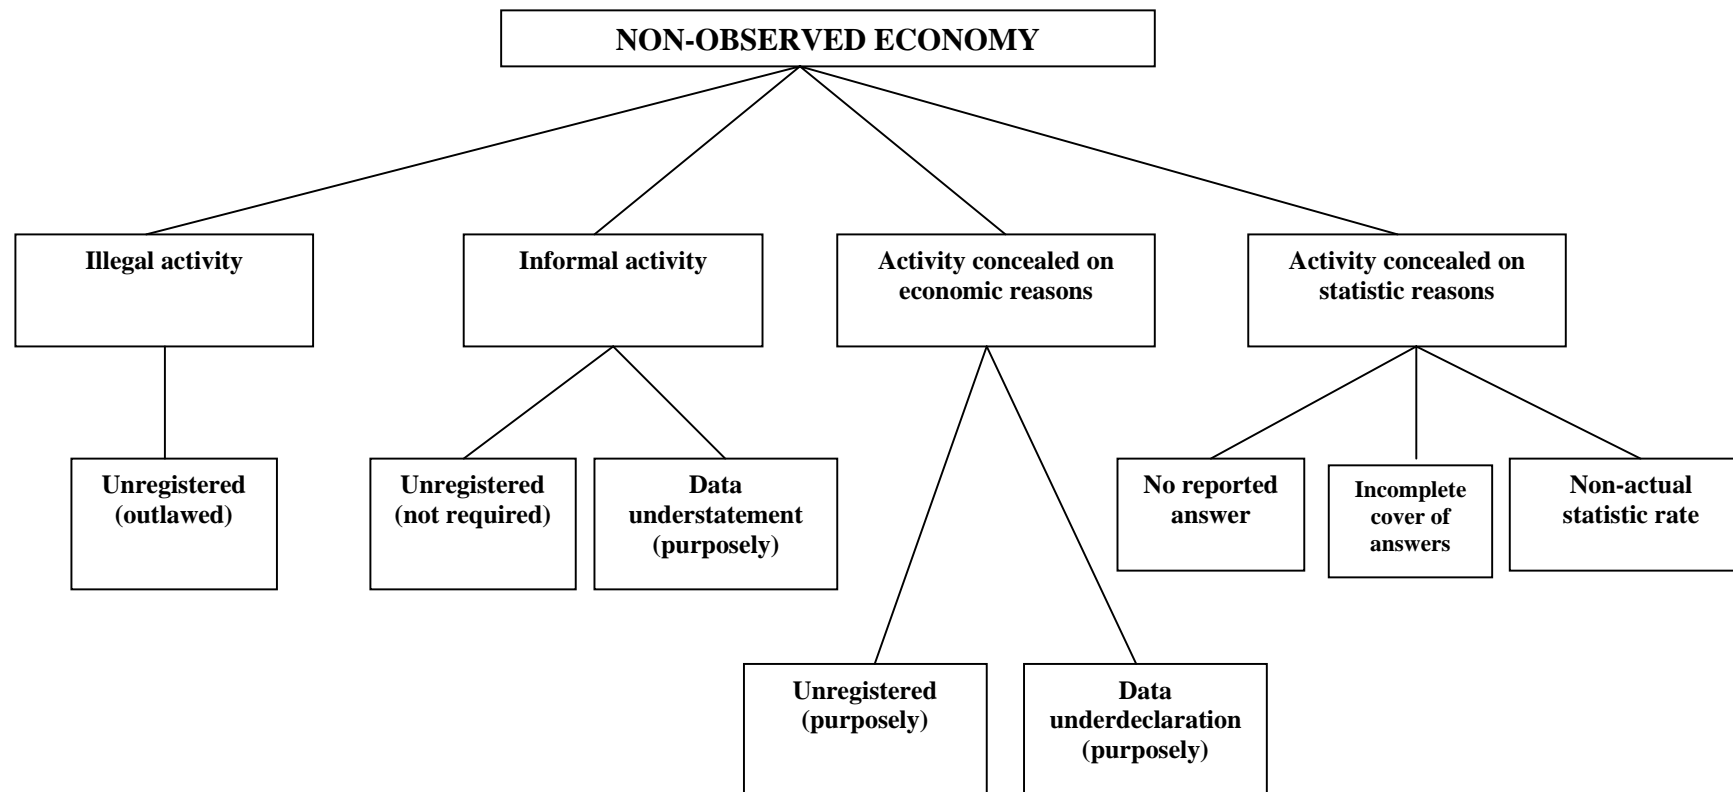 NON-OBSERVED ECONOMY
Illegal activity
Informal activity
Activity concealed on
economic reasons
Activity concealed on
statistic reasons
Unregistered
(outlawed)
Unregistered
(not required)
Data
understatement
(purposely)
No reported
answer
Incomplete
cover of
answers
Non-actual
statistic rate
Unregistered
(purposely)
Data
underdeclaration
(purposely)